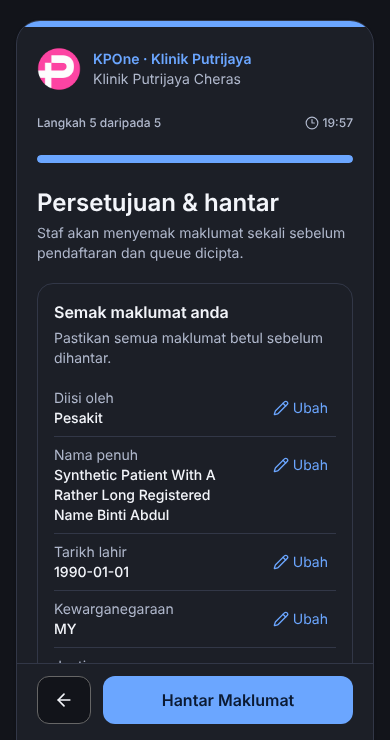 KPOne · Klinik Putrijaya
Klinik Putrijaya Cheras
Langkah 5 daripada 5
19:57
Persetujuan & hantar
Staf akan menyemak maklumat sekali sebelum
pendaftaran dan queue dicipta.
Semak maklumat anda
Pastikan semua maklumat betul sebelum
dihantar.
Diisi oleh
Pesakit
Ubah
Nama penuh
Synthetic Patient With A
Rather Long Registered
Name Binti Abdul
Ubah
Tarikh lahir
1990-01-01
Ubah
Kewarganegaraan
MY
Ubah
Hantar Maklumat